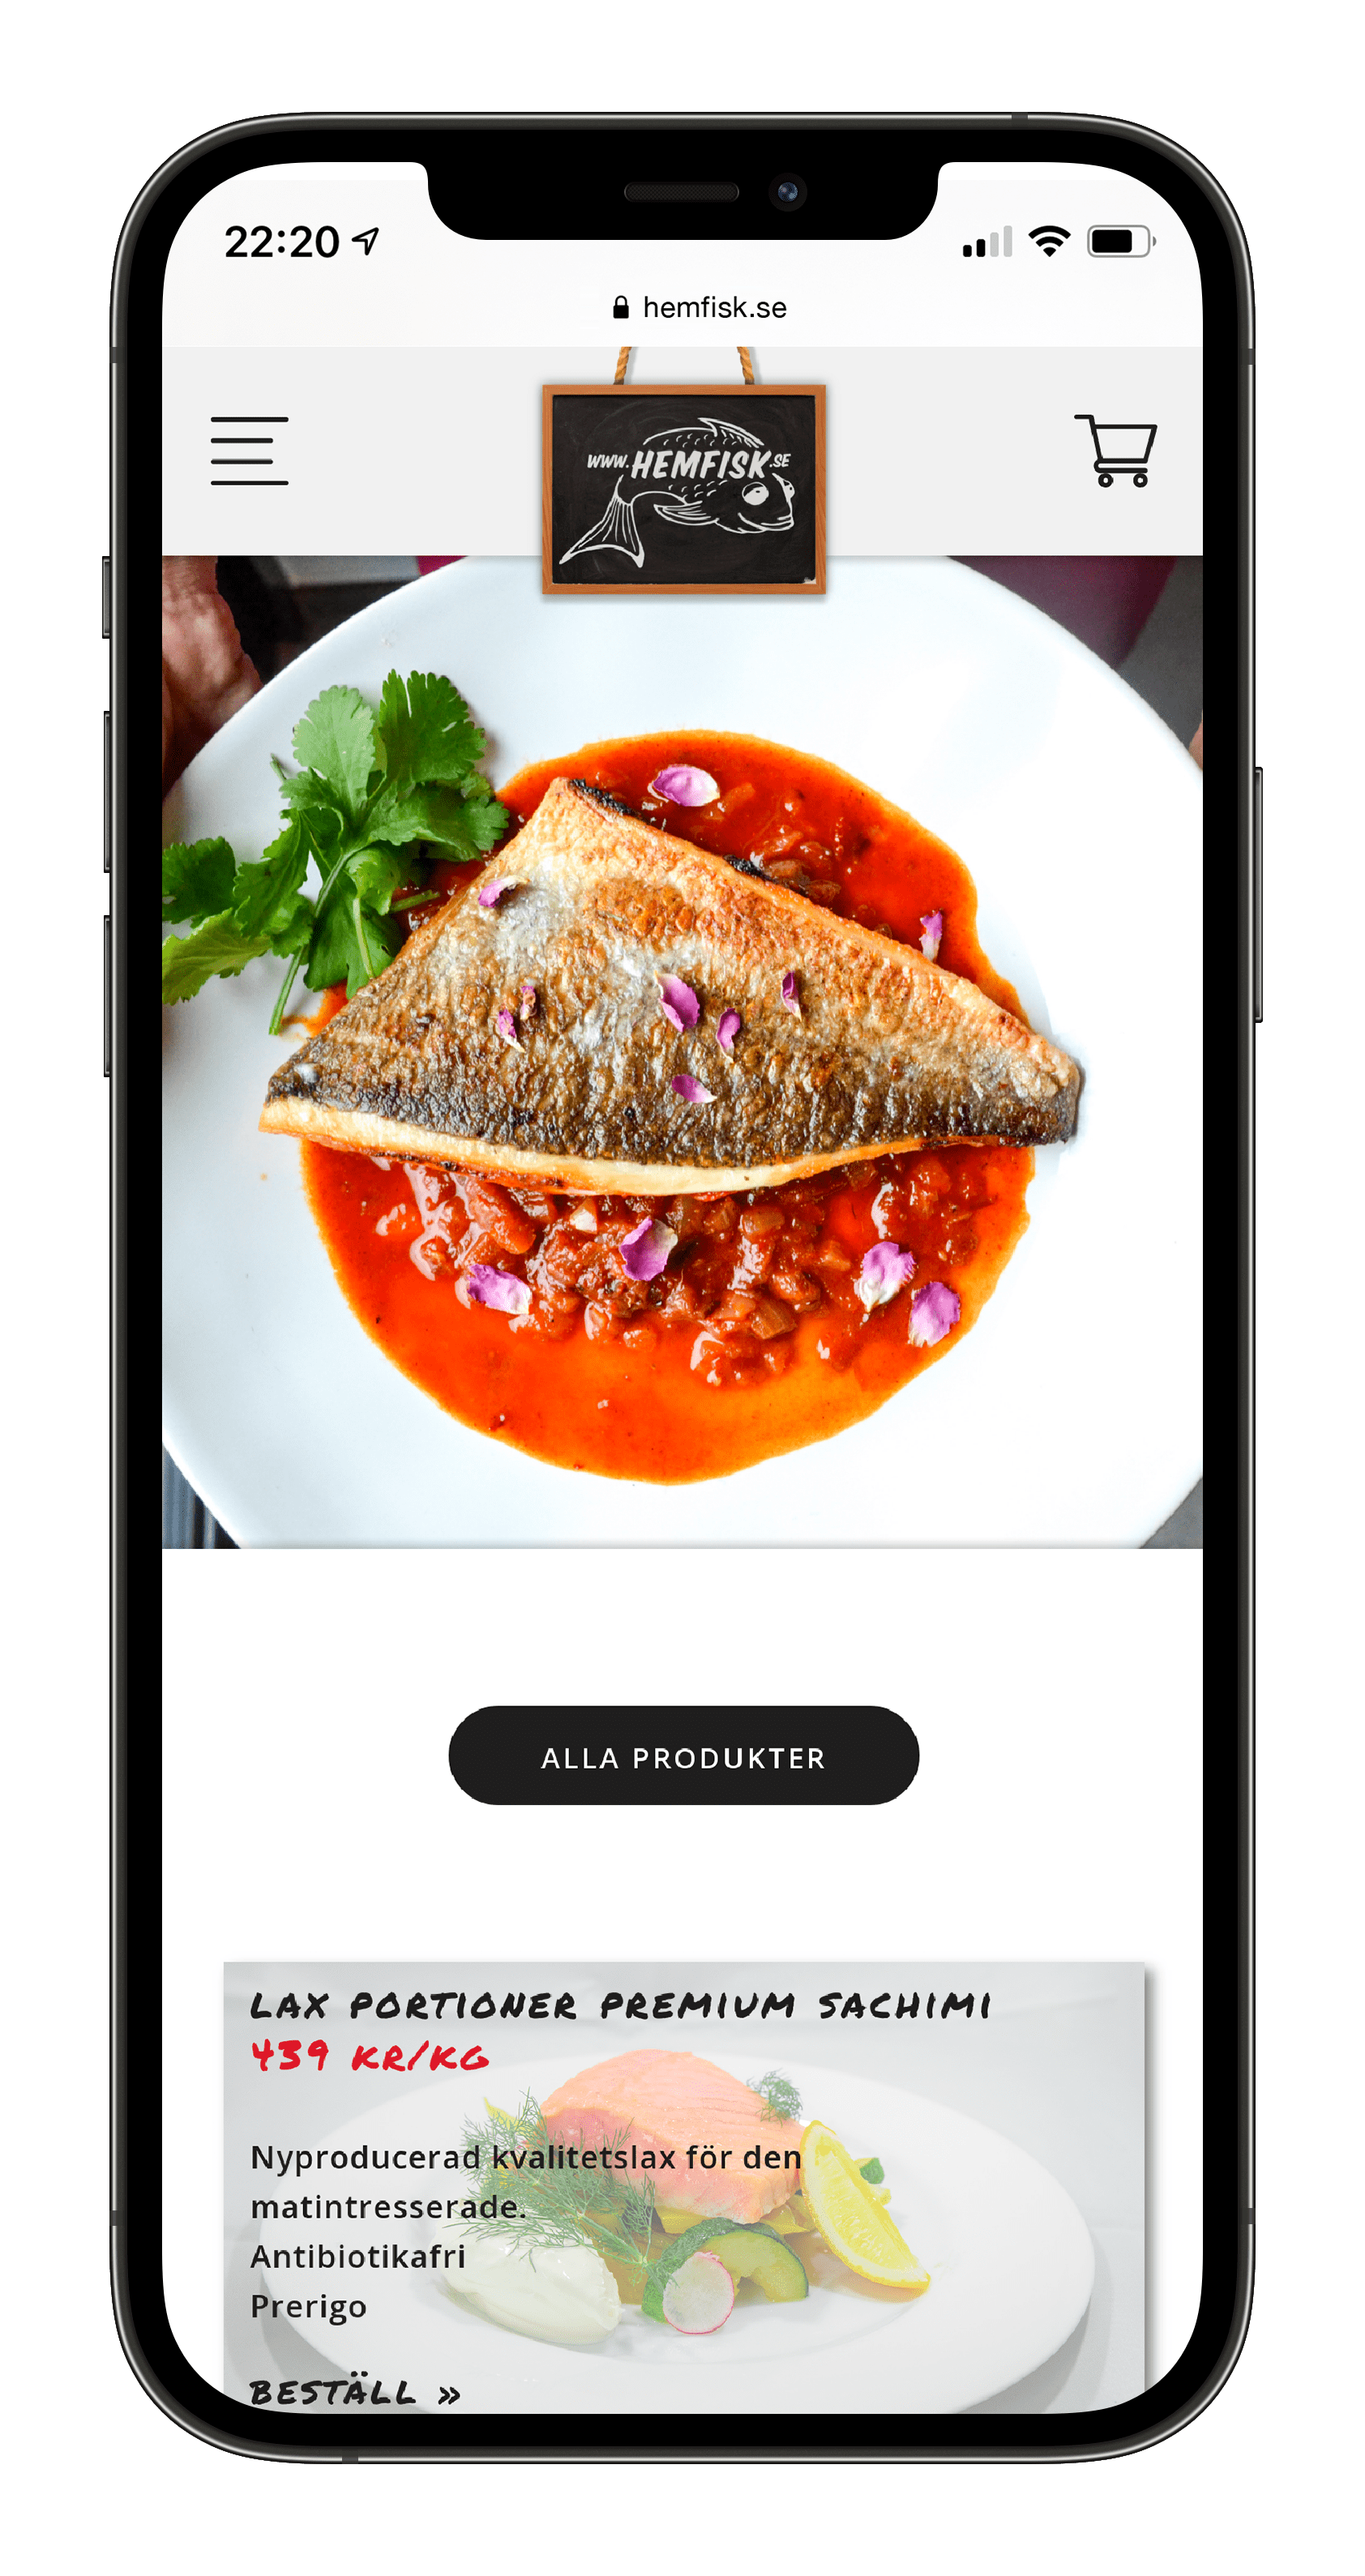 22:20
hemfisk.se
WWW.HEMFISK.SE
ALLA PRODUKTER
LAX PORTIONER PREMIUM SACHIMI
439 KR/KG
Nyproducerad kvalitetslax för den
matintresserade.
Antibiotikafri
Prerigo
BESTÄLL »